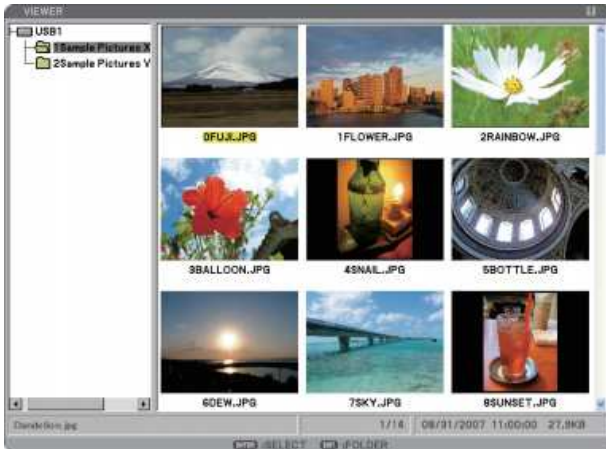 VIEWER
USB1
1Sample Pictures X
2Sample Pictures V
0FUJI.JPG
1FLOWER.JPG
2RAINBOW.JPG
3BALLOON.JPG
4SNAIL.JPG
5BOTTLE.JPG
6DEW.JPG
7SKY.JPG
8SUNSET.JPG
Dandelion.jpg
1/14
08/01/2007 11:00:00 27.8KB
ENTER :SELECT EXIT :FOLDER